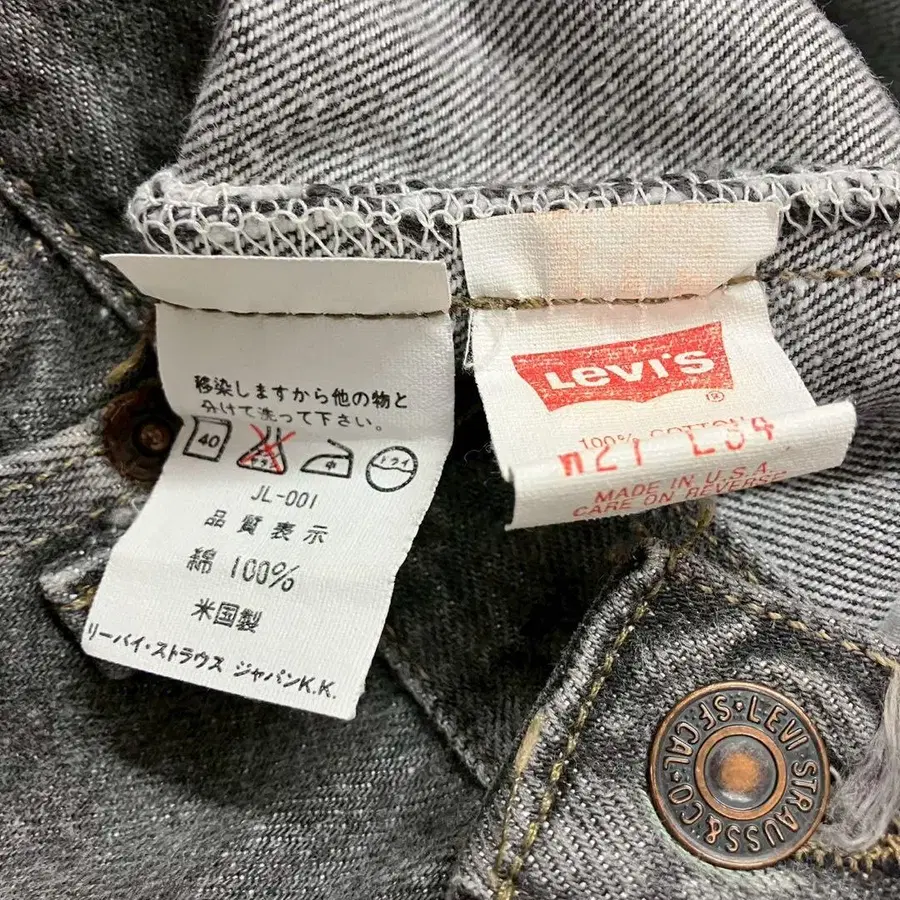 移染しますから他の物と
分けて洗って下さい。
40
ドライ
JL-001
品質表示
綿 100%
米国製
リーバイ・ストラウス ジャパンK.K.
Levi's ®
100% COTTON
W27 L34
MADE IN U.S.A.
CARE ON REVERSE
LEVI STRAUSS & CO. S.F. CAL.